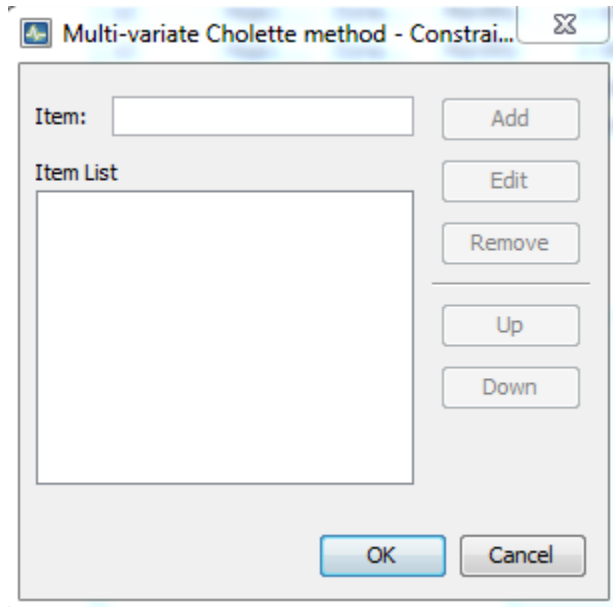 Multi-variate Cholette method - Constrai...
Item:
Add
Item List
Edit
Remove
Up
Down
OK
Cancel